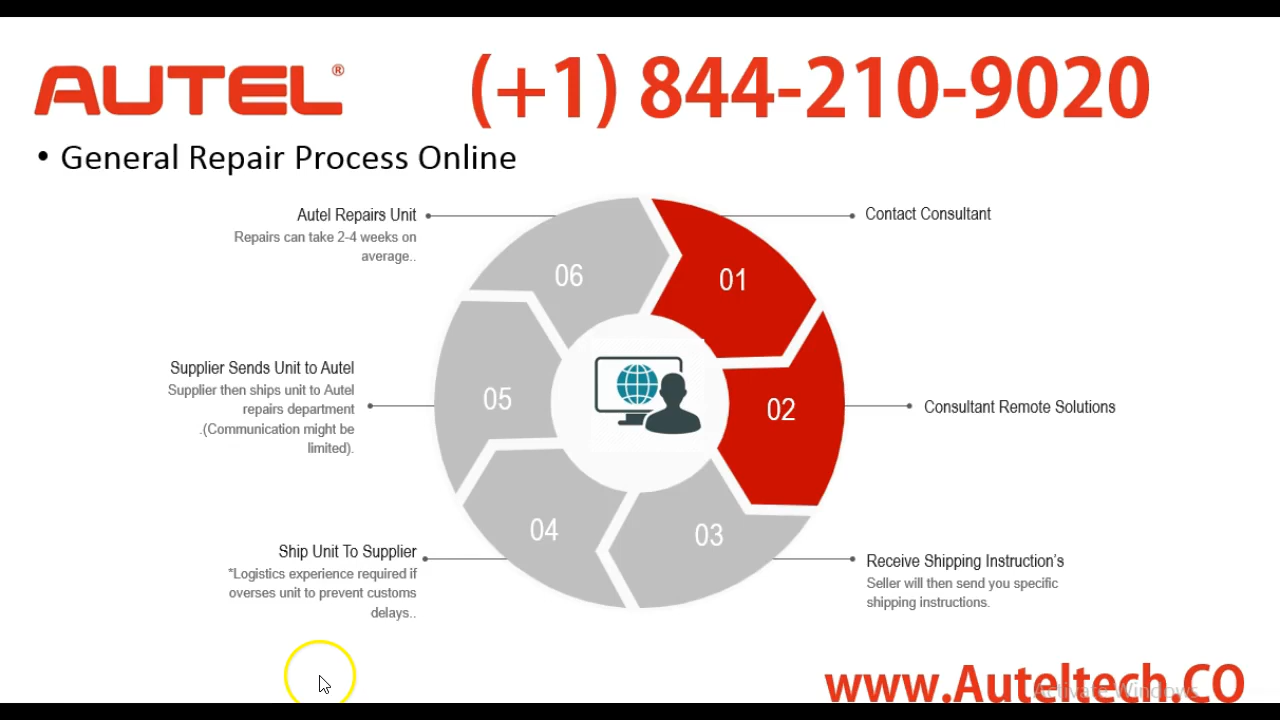 AUTEL®
(+1) 844-210-9020
• General Repair Process Online
Autel Repairs Unit
Repairs can take 2-4 weeks on
average..
Contact Consultant
06
01
Supplier Sends Unit to Autel
Supplier then ships unit to Autel
repairs department
.(Communication might be
limited).
05
02
Consultant Remote Solutions
04
03
Ship Unit To Supplier
*Logistics experience required if
overses unit to prevent customs
delays..
Receive Shipping Instruction's
Seller will then send you specific
shipping instructions.
www.Auteltech.CO
Activate Windows